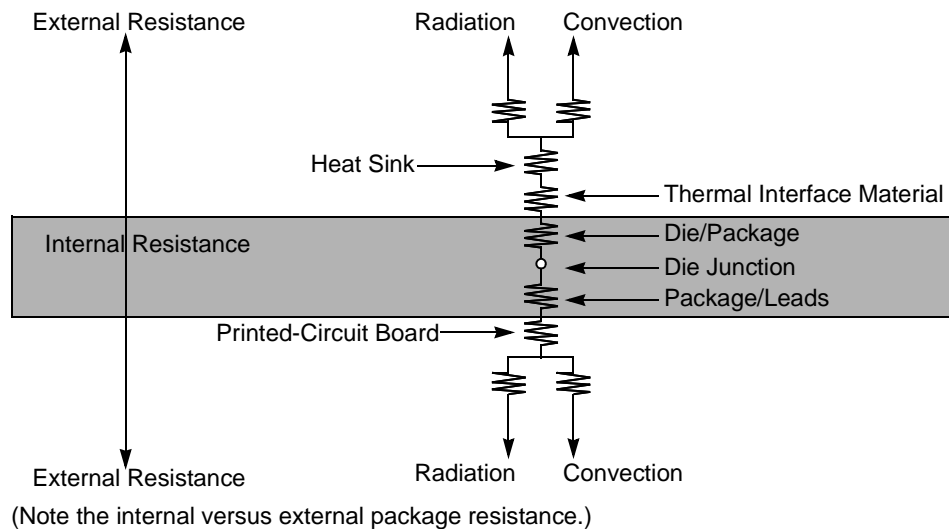 External Resistance
Radiation
Convection
Heat Sink
Thermal Interface Material
Internal Resistance
Die/Package
Die Junction
Package/Leads
Printed-Circuit Board
External Resistance
Radiation
Convection
(Note the internal versus external package resistance.)